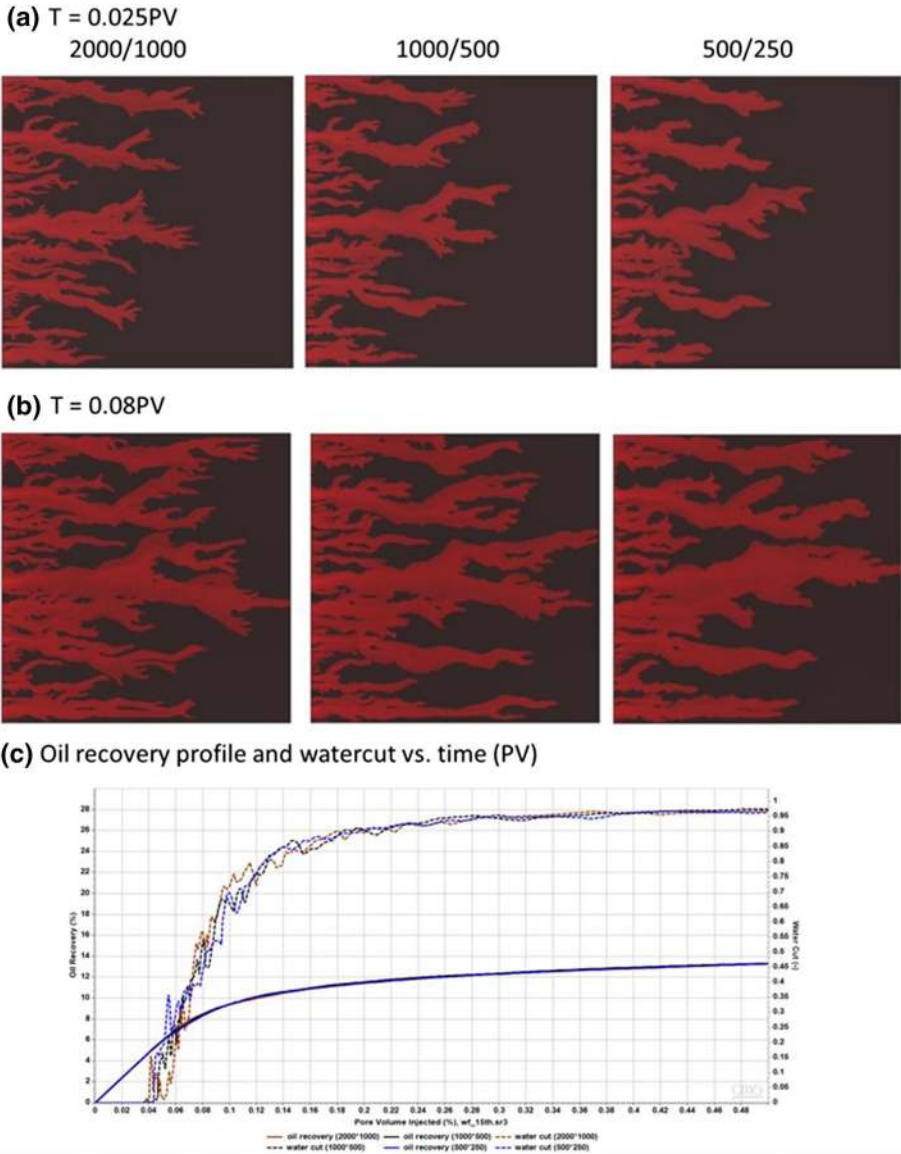 (a) T = 0.025PV
2000/1000 1000/500 500/250
(b) T = 0.08PV
(c) Oil recovery profile and watercut vs. time (PV)
28 1
26 0.95
24 0.9
22 0.85
20 0.8
18 0.75
16 0.7
14 0.65
12 0.6
10 0.55
8 0.5
6 0.45
4 0.4
2 0.35
0 0.3
0.25
0.2
0.15
0.1
0.05
0
Oil Recovery (%)
Water Cut (-)
0 0.02 0.04 0.06 0.08 0.1 0.12 0.14 0.16 0.18 0.2 0.22 0.24 0.26 0.28 0.3 0.32 0.34 0.36 0.38 0.4 0.42 0.44 0.46 0.48
Pore Volume Injected (%), wf_15th.sr3
oil recovery (2000*1000) oil recovery (1000*500) water cut (2000*1000)
water cut (1000*500) oil recovery (500*250) water cut (500*250)